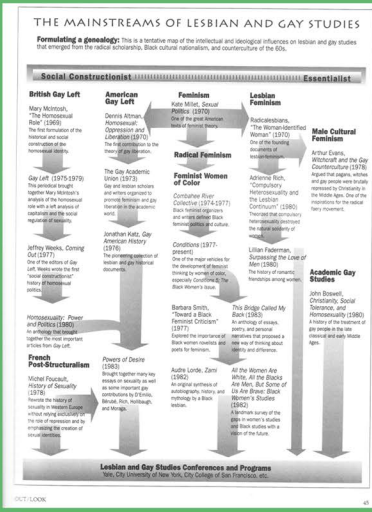 THE MAINSTREAMS OF LESBIAN AND GAY STUDIES
Formulating a genealogy: This is a tentative map of the intellectual and ideological influences on lesbian and gay studies
that emerged from the radical scholarship, Black cultural nationalism, and counterculture of the 60s.
Social Constructionist
Essentialist
British Gay Left
Mary McIntosh,
"The Homosexual
Role" (1969)
The first formulation of the
historical and social
construction of the
homosexual identity.
Gay Left (1975-1979)
This periodical brought
together Mary McIntosh's
analysis of the homosexual
role with a left analysis of
capitalism and the social
regulation of sexuality.
Jeffrey Weeks, Coming
Out (1977)
One of the editors of Gay
Left, Weeks wrote the first
"social constructionist"
history of homosexual
politics.
Homosexuality: Power
and Politics (1980)
An anthology that brought
together the most important
articles from Gay Left.
French
Post-Structuralism
Michel Foucault,
History of Sexuality
(1978)
Rewrote the history of
sexuality in Western Europe
without relying exclusively on
the role of repression and by
emphasizing the creation of
sexual identities.
American
Gay Left
Dennis Altman,
Homosexual:
Oppression and
Liberation (1970)
The first contribution to the
theory of gay liberation.
The Gay Academic
Union (1973)
Gay and lesbian scholars
and writers organized to
promote feminism and gay
liberation in the academic
world.
Jonathan Katz, Gay
American History
(1976)
The pioneering collection of
lesbian and gay historical
documents.
Powers of Desire
(1983)
Brought together many key
essays on sexuality as well
as some important gay
contributions by D'Emilio,
Bérubé, Rich, Hollibaugh,
and Moraga.
Feminism
Kate Millet, Sexual
Politics (1970)
One of the great American
texts of feminist theory.
Radical Feminism
Feminist Women
of Color
Combahee River
Collective (1974-1977)
Black feminist organizers
and writers define Black
feminist politics and culture.
Conditions (1977-
present)
One of the major vehicles for
the development of feminist
thinking by women of color,
especially Conditions 5: The
Black Women's Issue.
Barbara Smith,
"Toward a Black
Feminist Criticism"
(1977)
Explored the importance of
Black women novelists and
poets for feminism.
Audre Lorde, Zami
(1982)
An original synthesis of
autobiography, history, and
mythology by a Black
lesbian.
Lesbian
Feminism
Radicalesbians,
"The Woman-Identified
Woman" (1970)
One of the founding
documents of
lesbian-feminism.
Adrienne Rich,
"Compulsory
Heterosexuality and
the Lesbian
Continuum" (1980)
Theorized that compulsory
heterosexuality destroyed
the natural solidarity of
women.
Lillian Faderman,
Surpassing the Love of
Men (1980)
The history of romantic
friendships among women.
This Bridge Called My
Back (1983)
An anthology of essays,
poetry, and personal
narratives that proposed a
new way of thinking about
identity and difference.
All the Women Are
White, All the Blacks
Are Men, But Some of
Us Are Brave: Black
Women's Studies
(1982)
A landmark survey of the
gaps in women's studies
and Black studies with a
vision of the future.
Male Cultural
Feminism
Arthur Evans,
Witchcraft and the Gay
Counterculture (1978)
Argued that pagans, witches
and gay people were brutally
repressed by Christianity in
the Middle Ages. One of the
inspirations for the radical
faery movement.
Academic Gay
Studies
John Boswell,
Christianity, Social
Tolerance, and
Homosexuality (1980)
A history of the treatment of
gay people in the late
classical and early Middle
Ages.
Lesbian and Gay Studies Conferences and Programs
Yale, City University of New York, City College of San Francisco, etc.
OUT/LOOK
45